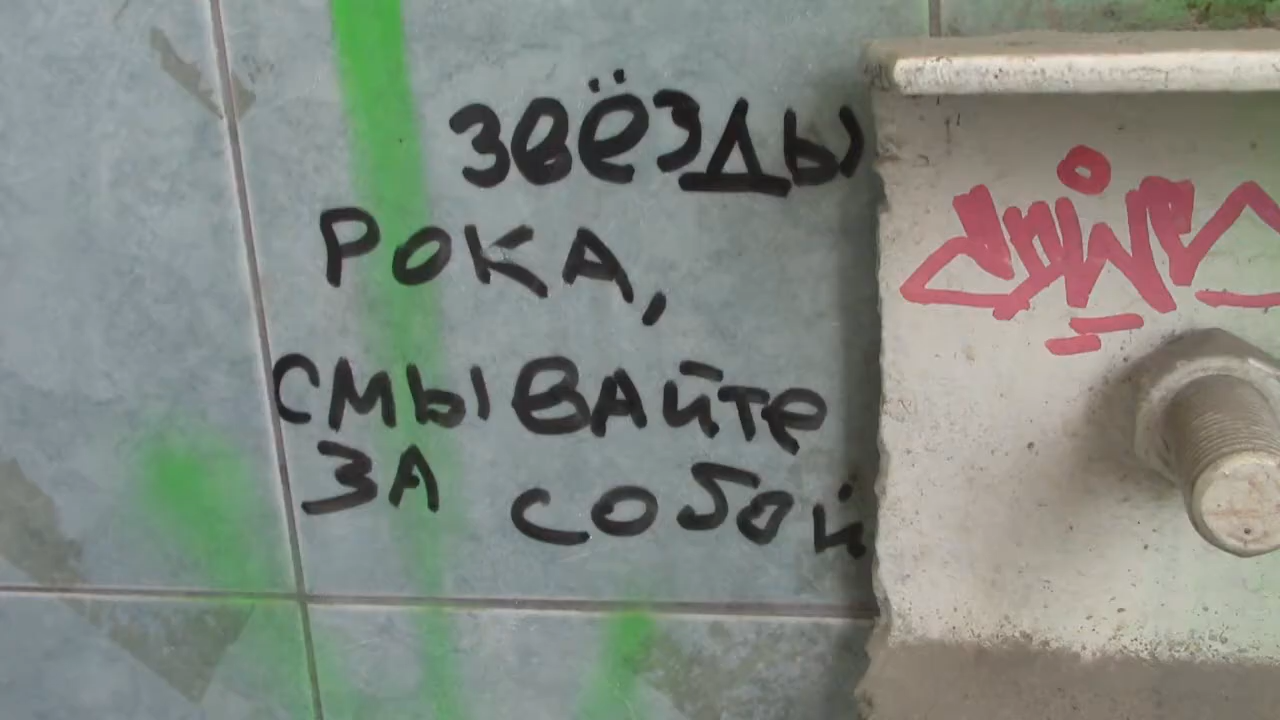 звёзды
рока,
смывайте
за собой